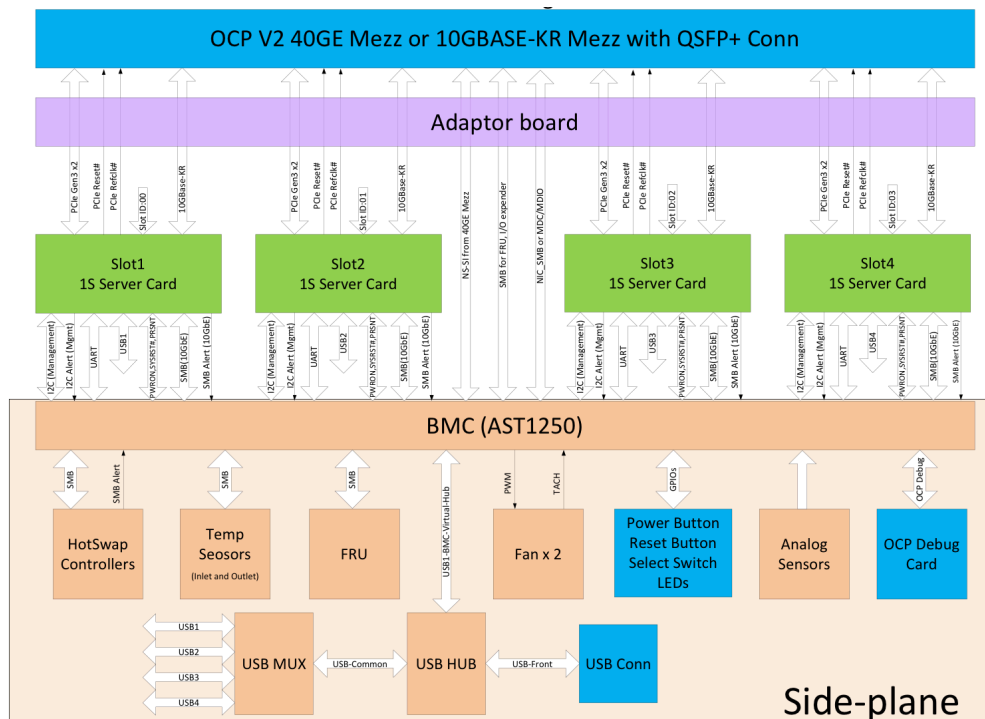 OCP V2 40GE Mezz or 10GBASE-KR Mezz with QSFP+ Conn
Adaptor board
PCIe Gen3 x2
PCIe Reset#
PCIe Refclk#
Slot ID:00
10GBase-KR
PCIe Gen3 x2
PCIe Reset#
PCIe Refclk#
Slot ID:01
10GBase-KR
NS-SI from 40GE Mezz
SMB for FRU, I/O expender
NIC_SMB or MDC/MDIO
PCIe Gen3 x2
PCIe Reset#
PCIe Refclk#
Slot ID:02
10GBase-KR
PCIe Gen3 x2
PCIe Reset#
PCIe Refclk#
Slot ID:03
10GBase-KR
Slot1
1S Server Card
Slot2
1S Server Card
Slot3
1S Server Card
Slot4
1S Server Card
I2C (Management)
I2C Alert (Mgmt)
UART
USB1
PWRON,SYSRST#,PRSNT
SMB (10GbE)
SMB Alert (10GbE)
I2C (Management)
I2C Alert(Mgmt)
UART
USB2
PWRON,SYSRST#,PRSNT
SMB(10GbE)
SMB Alert (10GbE)
I2C (Management)
I2C Alert (Mgmt)
UART
USB3
PWRON,SYSRST#,PRSNT
SMB(10GbE)
SMB Alert (10GbE)
I2C (Management)
I2C Alert (Mgmt)
UART
USB4
PWRON,SYSRST#,PRSNT
SMB(10GbE)
SMB Alert (10GbE)
BMC (AST1250)
SMB
SMB Alert
SMB
SMB
USB1-BMC-Virtual-Hub
PWM
TACH
GPIOs
OCP Debug
HotSwap
Controllers
Temp
Seosors
(Inlet and Outlet)
FRU
Fan x 2
Power Button
Reset Button
Select Switch
LEDs
Analog
Sensors
OCP Debug
Card
USB1
USB2
USB3
USB4
USB MUX
USB-Common
USB HUB
USB-Front
USB Conn
Side-plane